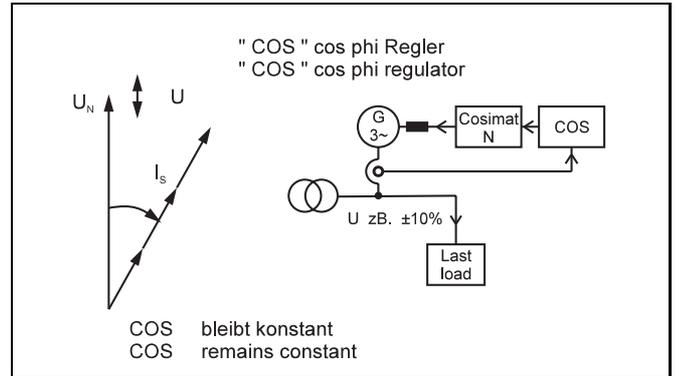 " COS " cos phi Regler
" COS " cos phi regulator
U_N
U
I_S
G
3~
Cosimat
N
COS
U zB. ±10%
Last
load
COS bleibt konstant
COS remains constant